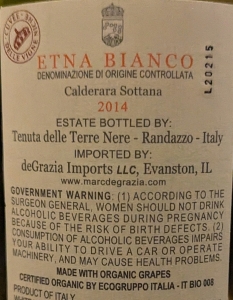 CUVÉE DELLE VIGNE
ETNA BIANCO
DENOMINAZIONE DI ORIGINE CONTROLLATA
L20215
Calderara Sottana
2014
ESTATE BOTTLED BY:
Tenuta delle Terre Nere - Randazzo - Italy
IMPORTED BY:
deGrazia Imports LLC, Evanston, IL
www.marcdegrazia.com
GOVERNMENT WARNING: (1) ACCORDING TO THE
SURGEON GENERAL, WOMEN SHOULD NOT DRINK
ALCOHOLIC BEVERAGES DURING PREGNANCY
BECAUSE OF THE RISK OF BIRTH DEFECTS. (2)
CONSUMPTION OF ALCOHOLIC BEVERAGES IMPAIRS
YOUR ABILITY TO DRIVE A CAR OR OPERATE
MACHINERY, AND MAY CAUSE HEALTH PROBLEMS.
MADE WITH ORGANIC GRAPES
CERTIFIED ORGANIC BY ECOGRUPPO ITALIA - IT BIO 008
PRODUCT OF ITALY